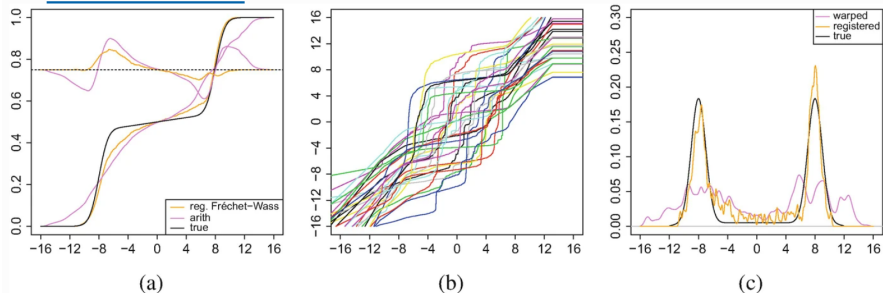 1.0
0.8
0.6
0.4
0.2
0.0
reg. Fréchet−Wass
arith
true
−16 −12 −8 −4 0 4 8 12 16
(a)
16
12
8
4
0
−4
−8
−12
−16
−16 −12 −8 −4 0 4 8 12 16
(b)
warped
registered
true
0.30
0.25
0.20
0.15
0.10
0.05
0.00
−16 −12 −8 −4 0 4 8 12 16
(c)